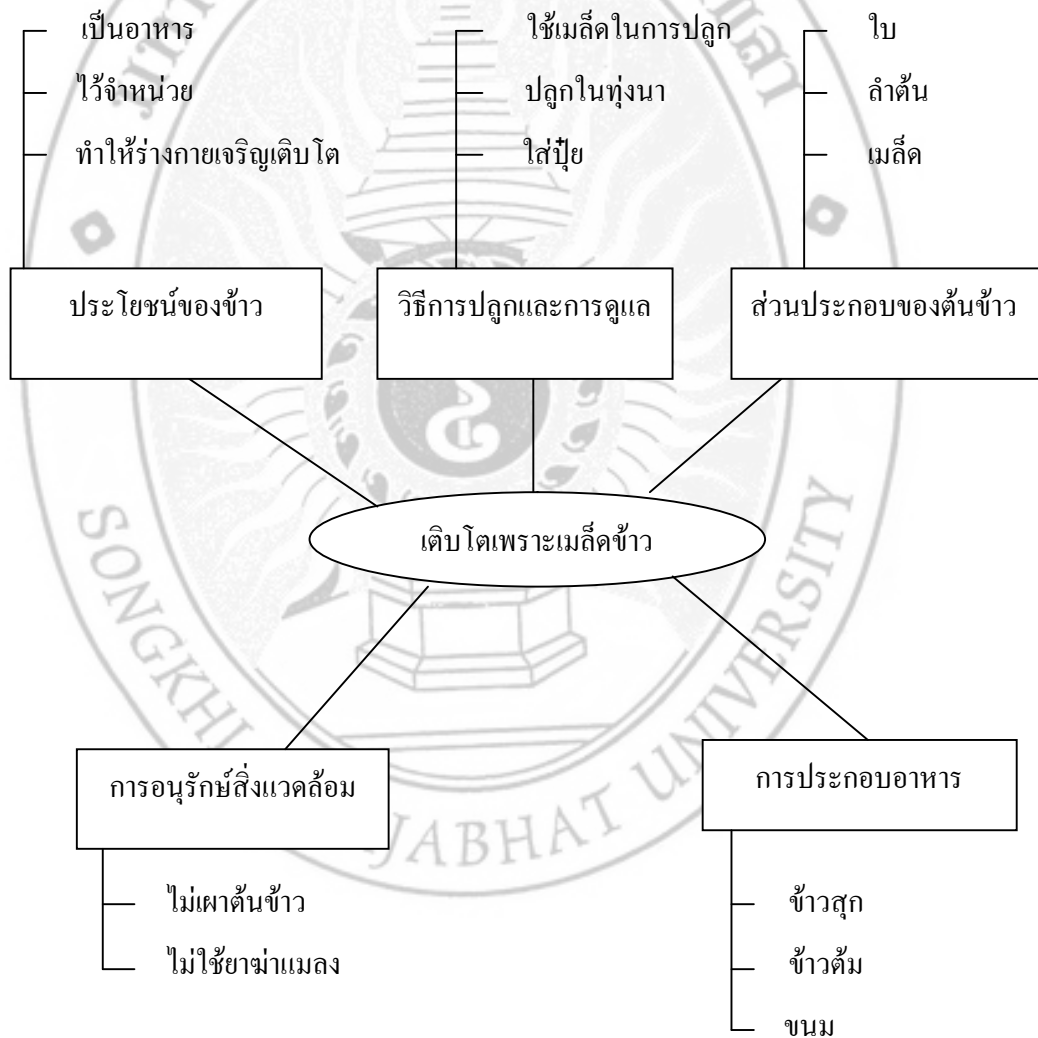 เป็นอาหาร
ไว้จำหน่วย
ทำให้ร่างกายเจริญเติบโต
ใช้เมล็ดในการปลูก
ปลูกในทุ่งนา
ใส่ปุ๋ย
ใบ
ลำต้น
เมล็ด
ประโยชน์ของข้าว
วิธีการปลูกและการดูแล
ส่วนประกอบของต้นข้าว
เติบโตเพราะเมล็ดข้าว
การอนุรักษ์สิ่งแวดล้อม
การประกอบอาหาร
ไม่เผาต้นข้าว
ไม่ใช้ยาฆ่าแมลง
ข้าวสุก
ข้าวต้ม
ขนม
UNIVERSITY